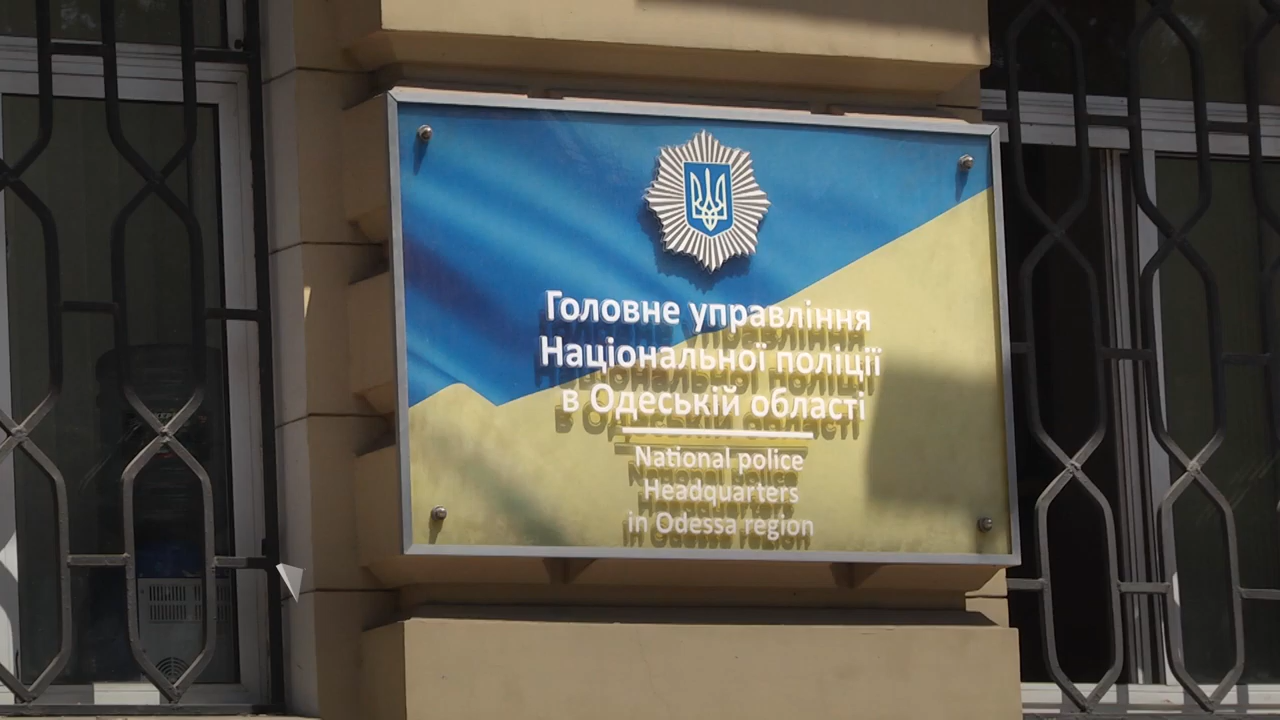 Головне управління
Національної поліції
в Одеській області
National police
Headquarters
in Odessa region